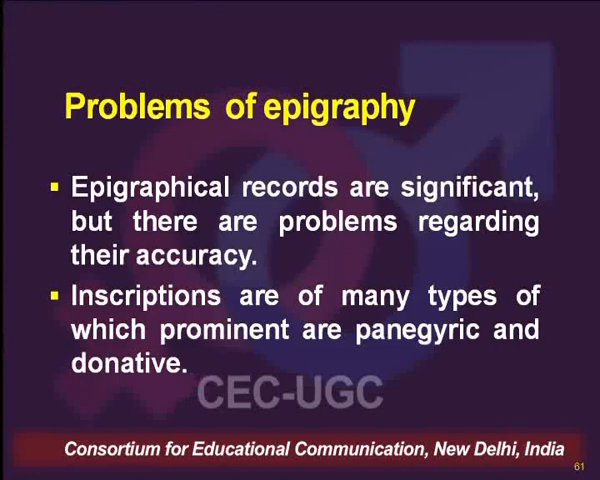 Problems of epigraphy
▪ Epigraphical records are significant,
but there are problems regarding
their accuracy.
▪ Inscriptions are of many types of
which prominent are panegyric and
donative.
CEC-UGC
Consortium for Educational Communication, New Delhi, India
61